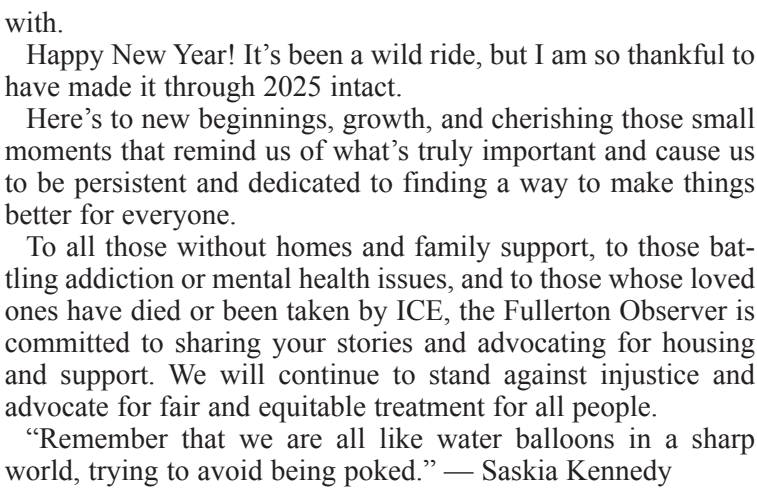 with.
Happy New Year! It’s been a wild ride, but I am so thankful to
have made it through 2025 intact.
Here’s to new beginnings, growth, and cherishing those small
moments that remind us of what’s truly important and cause us
to be persistent and dedicated to finding a way to make things
better for everyone.
To all those without homes and family support, to those bat-
tling addiction or mental health issues, and to those whose loved
ones have died or been taken by ICE, the Fullerton Observer is
committed to sharing your stories and advocating for housing
and support. We will continue to stand against injustice and
advocate for fair and equitable treatment for all people.
“Remember that we are all like water balloons in a sharp
world, trying to avoid being poked.” — Saskia Kennedy